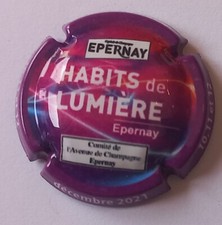 EPERNAY
HABITS de
LUMIÈRE
Epernay
Comité de
l'Avenue de Champagne
Epernay
décembre 2021